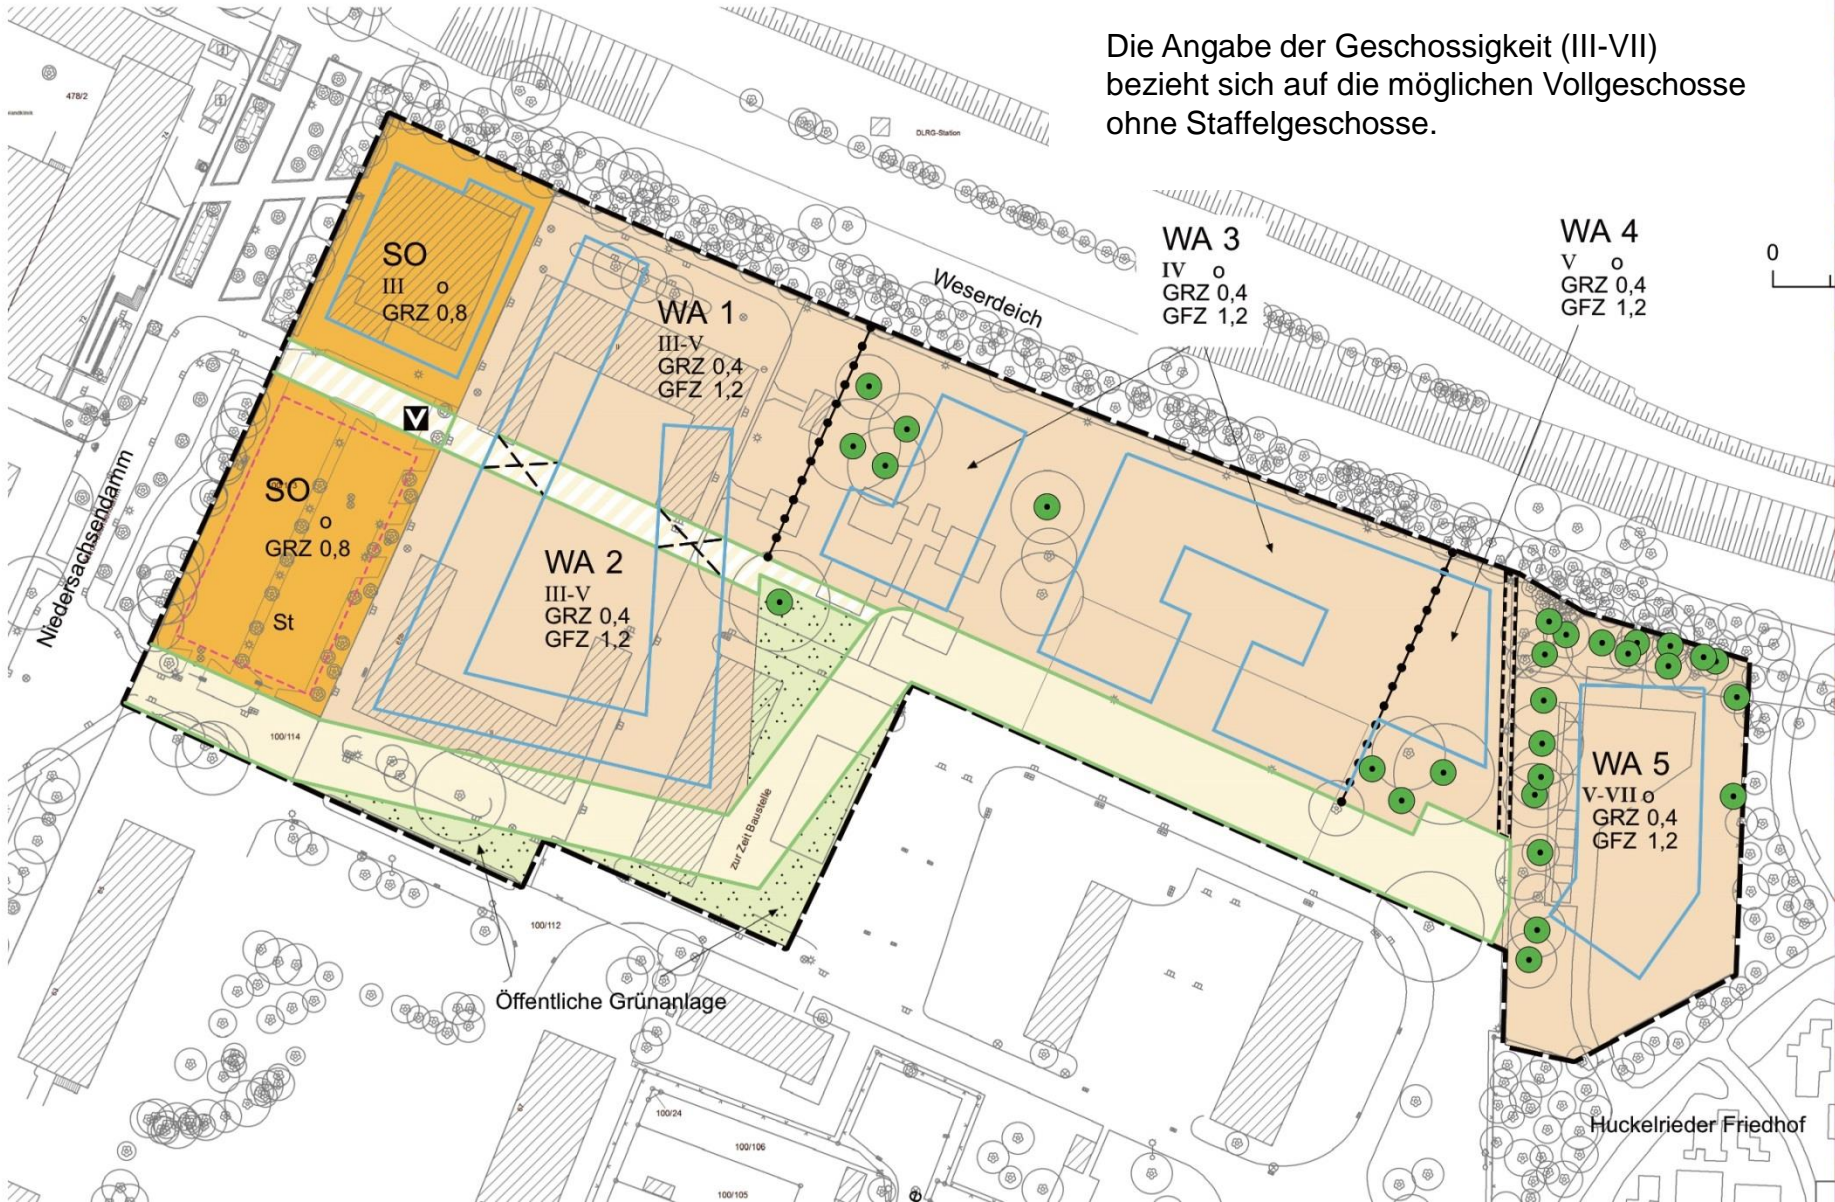 Die Angabe der Geschossigkeit (III-VII)
bezieht sich auf die möglichen Vollgeschosse
ohne Staffelgeschosse.
478/2
DLRG-Station
WA 3
IV o
GRZ 0,4
GFZ 1,2
WA 4
V o
GRZ 0,4
GFZ 1,2
0
SO
III o
GRZ 0,8
Weserdeich
WA 1
III-V
GRZ 0,4
GFZ 1,2
V
SO
o
GRZ 0,8
St
Niedersachsendamm
WA 2
III-V
GRZ 0,4
GFZ 1,2
100/114
WA 5
V-VII o
GRZ 0,4
GFZ 1,2
zur Zeit Baustelle
100/112
Öffentliche Grünanlage
100/24
100/106
100/105
Huckelrieder Friedhof